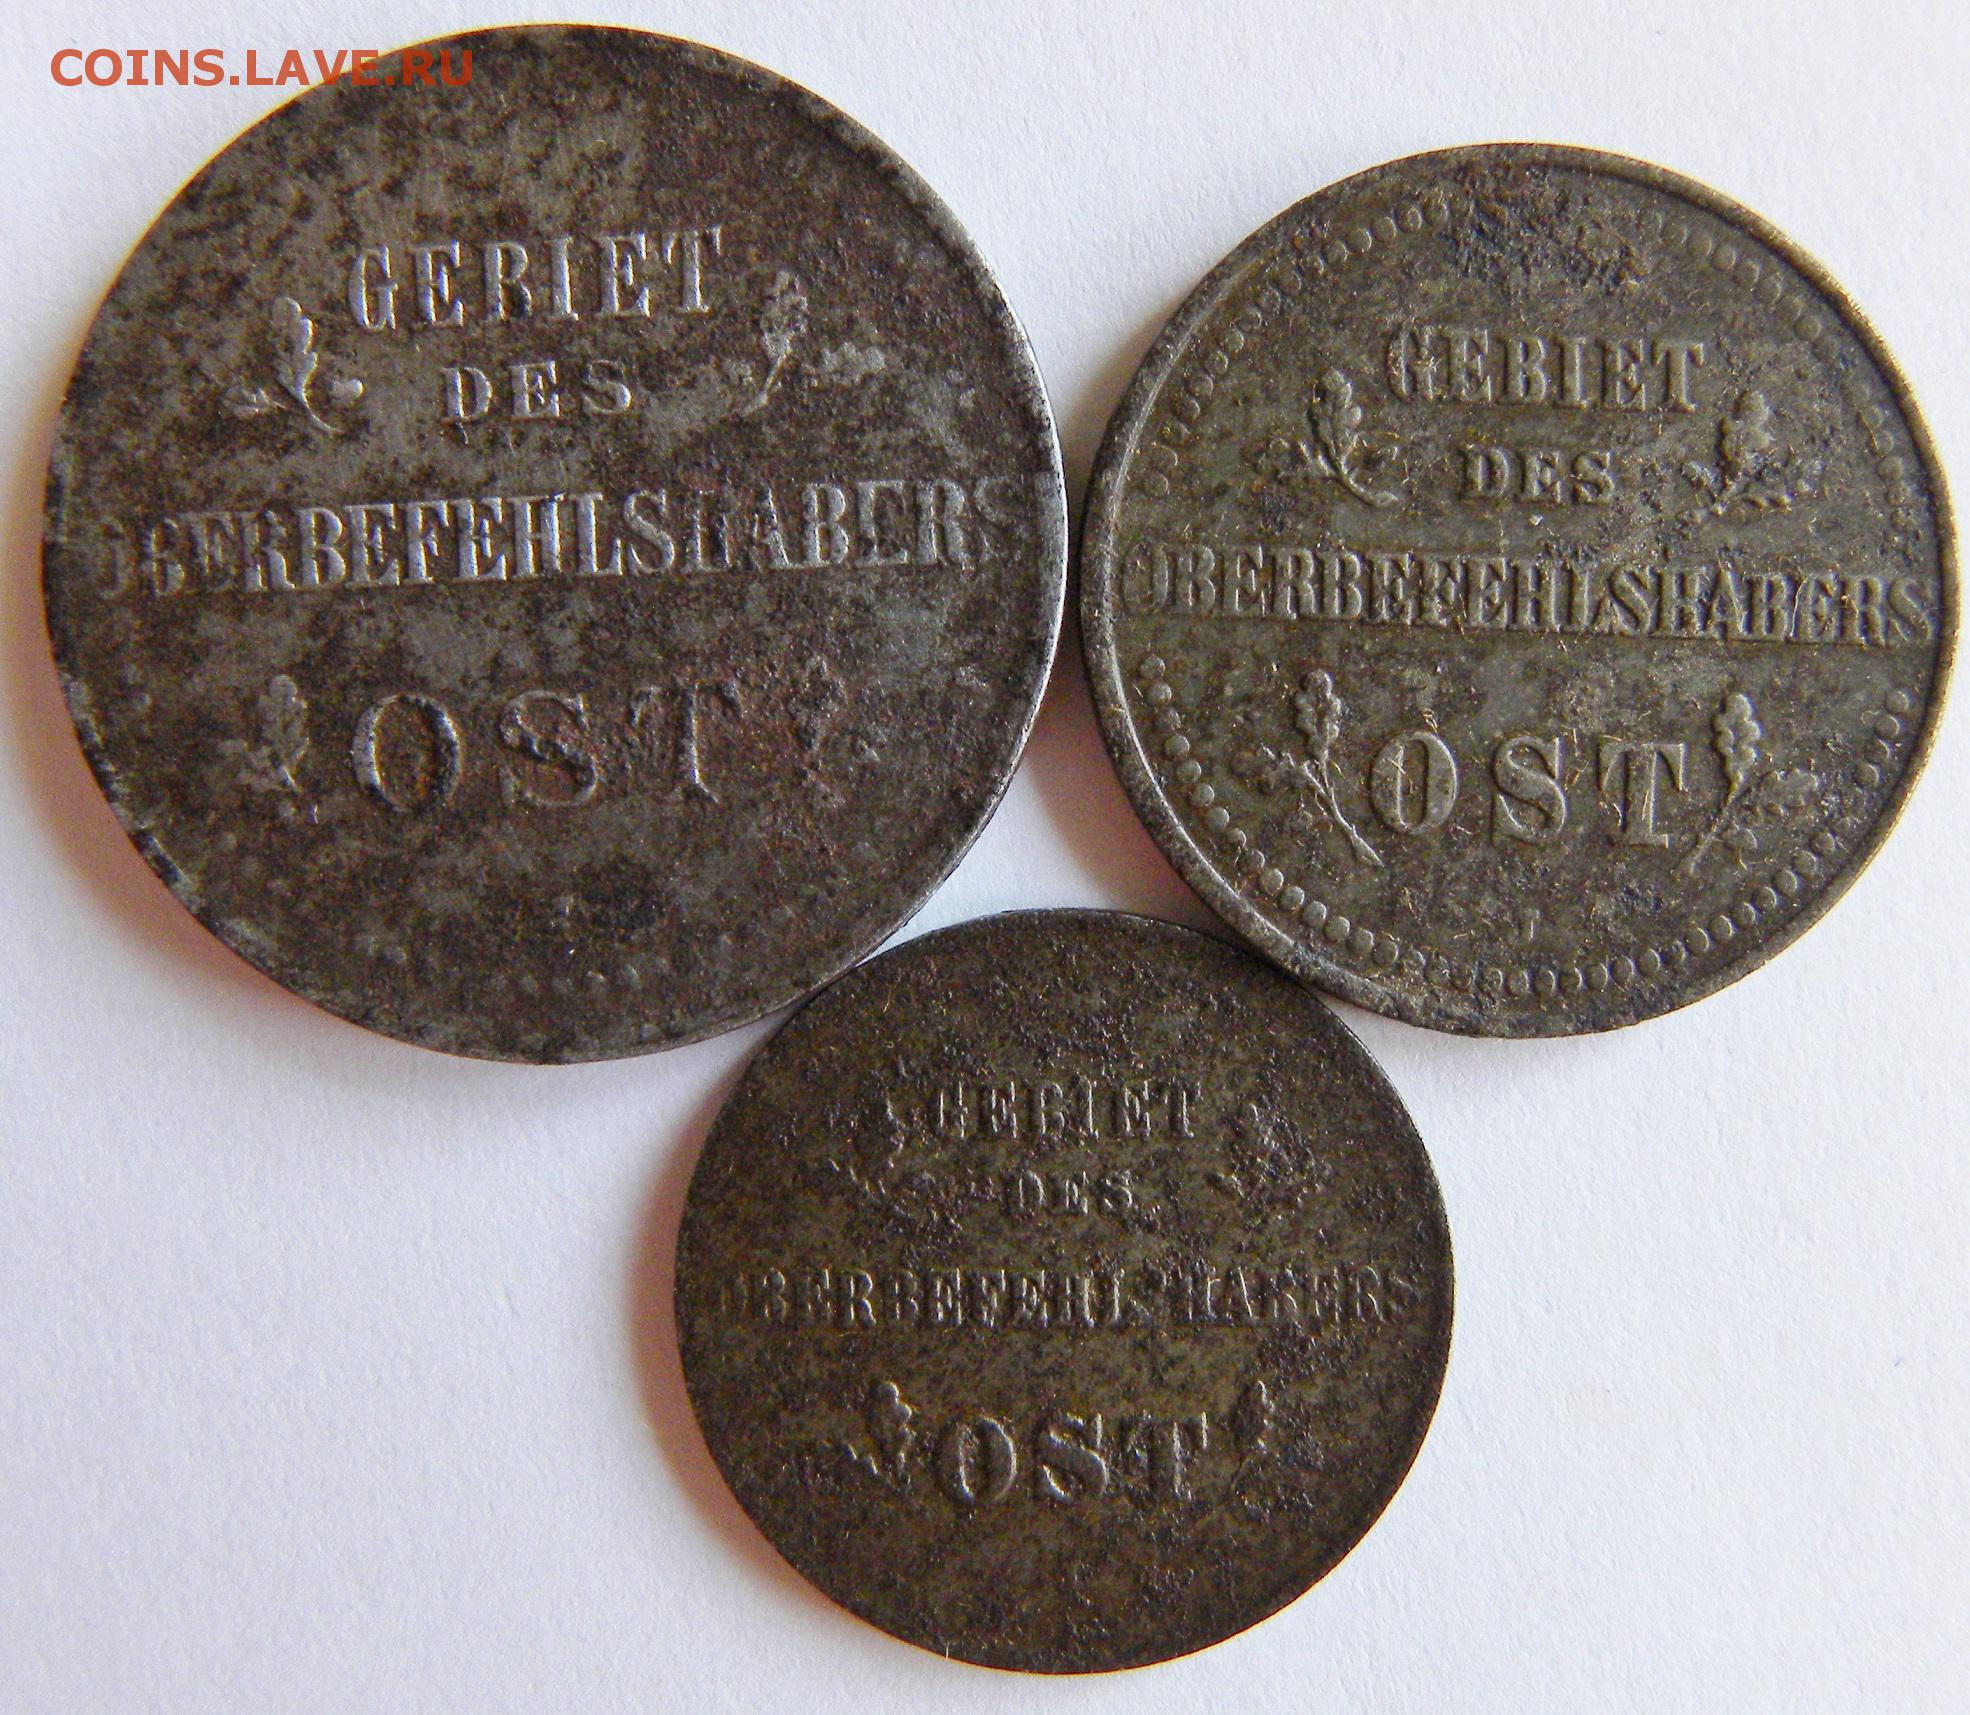 COINS.LAVE.RU
GEBIET
DES
OBERBEFEHLSHABERS
OST
GEBIET
DES
OBERBEFEHLSHABERS
OST
J
GEBIET
DES
OBERBEFEHLSHABERS
OST